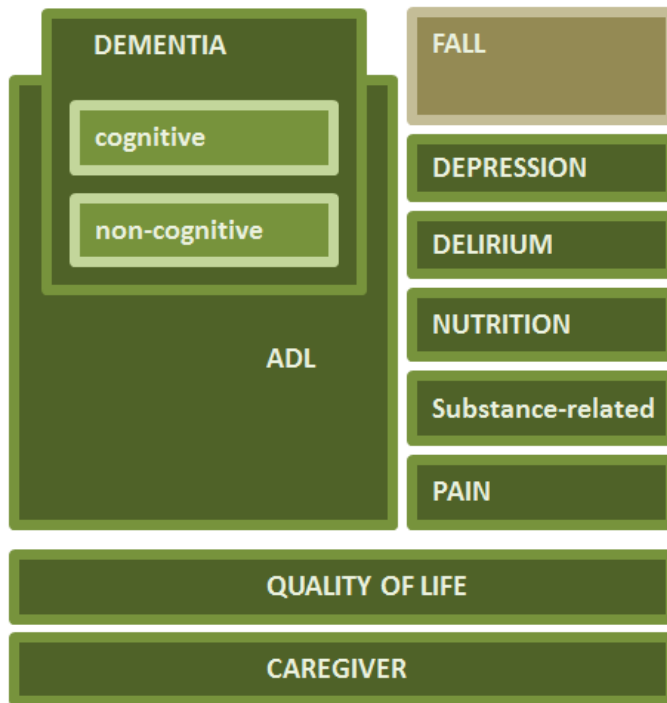 DEMENTIA
cognitive
non-cognitive
ADL
FALL
DEPRESSION
DELIRIUM
NUTRITION
Substance-related
PAIN
QUALITY OF LIFE
CAREGIVER